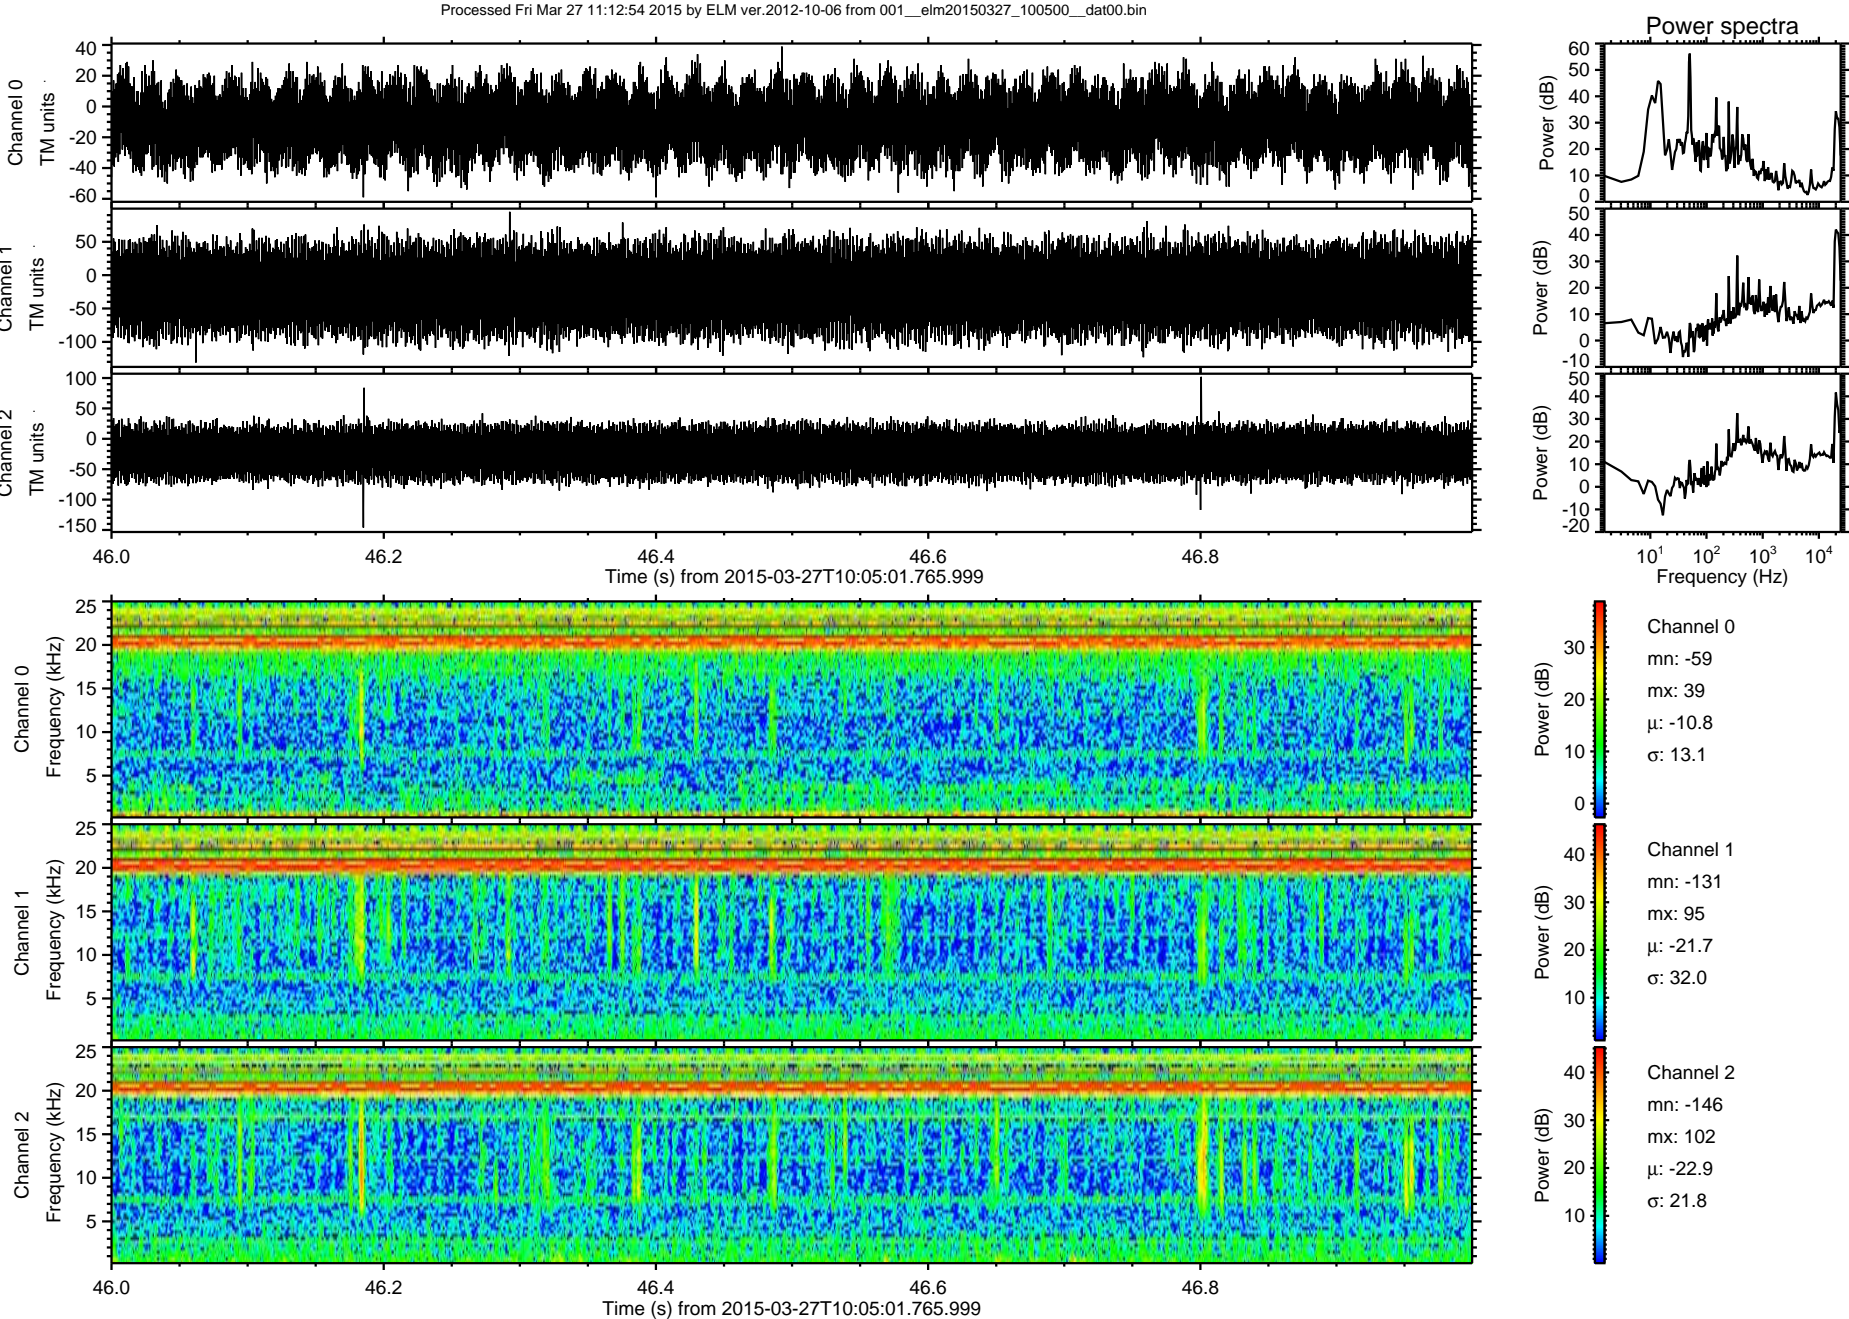 Processed Fri Mar 27 11:12:54 2015 by ELM ver.2012-10-06 from 001__elm20150327_100500__dat00.bin
Power spectra
Channel 0
TM units
40
20
0
-20
-40
-60
Power (dB)
60
50
40
30
20
10
0
Channel 1
TM units
50
0
-50
-100
Power (dB)
50
40
30
20
10
0
-10
Channel 2
TM units
100
50
0
-50
-100
-150
Power (dB)
50
40
30
20
10
0
-10
-20
46.0 46.2 46.4 46.6 46.8
Time (s) from 2015-03-27T10:05:01.765.999
10¹ 10² 10³ 10⁴
Frequency (Hz)
Channel 0
Frequency (kHz)
25
20
15
10
5
Power (dB)
30
20
10
0
Channel 0
mn: -59
mx: 39
μ: -10.8
σ: 13.1
Channel 1
Frequency (kHz)
25
20
15
10
5
Power (dB)
40
30
20
10
Channel 1
mn: -131
mx: 95
μ: -21.7
σ: 32.0
Channel 2
Frequency (kHz)
25
20
15
10
5
Power (dB)
40
30
20
10
Channel 2
mn: -146
mx: 102
μ: -22.9
σ: 21.8
46.0 46.2 46.4 46.6 46.8
Time (s) from 2015-03-27T10:05:01.765.999